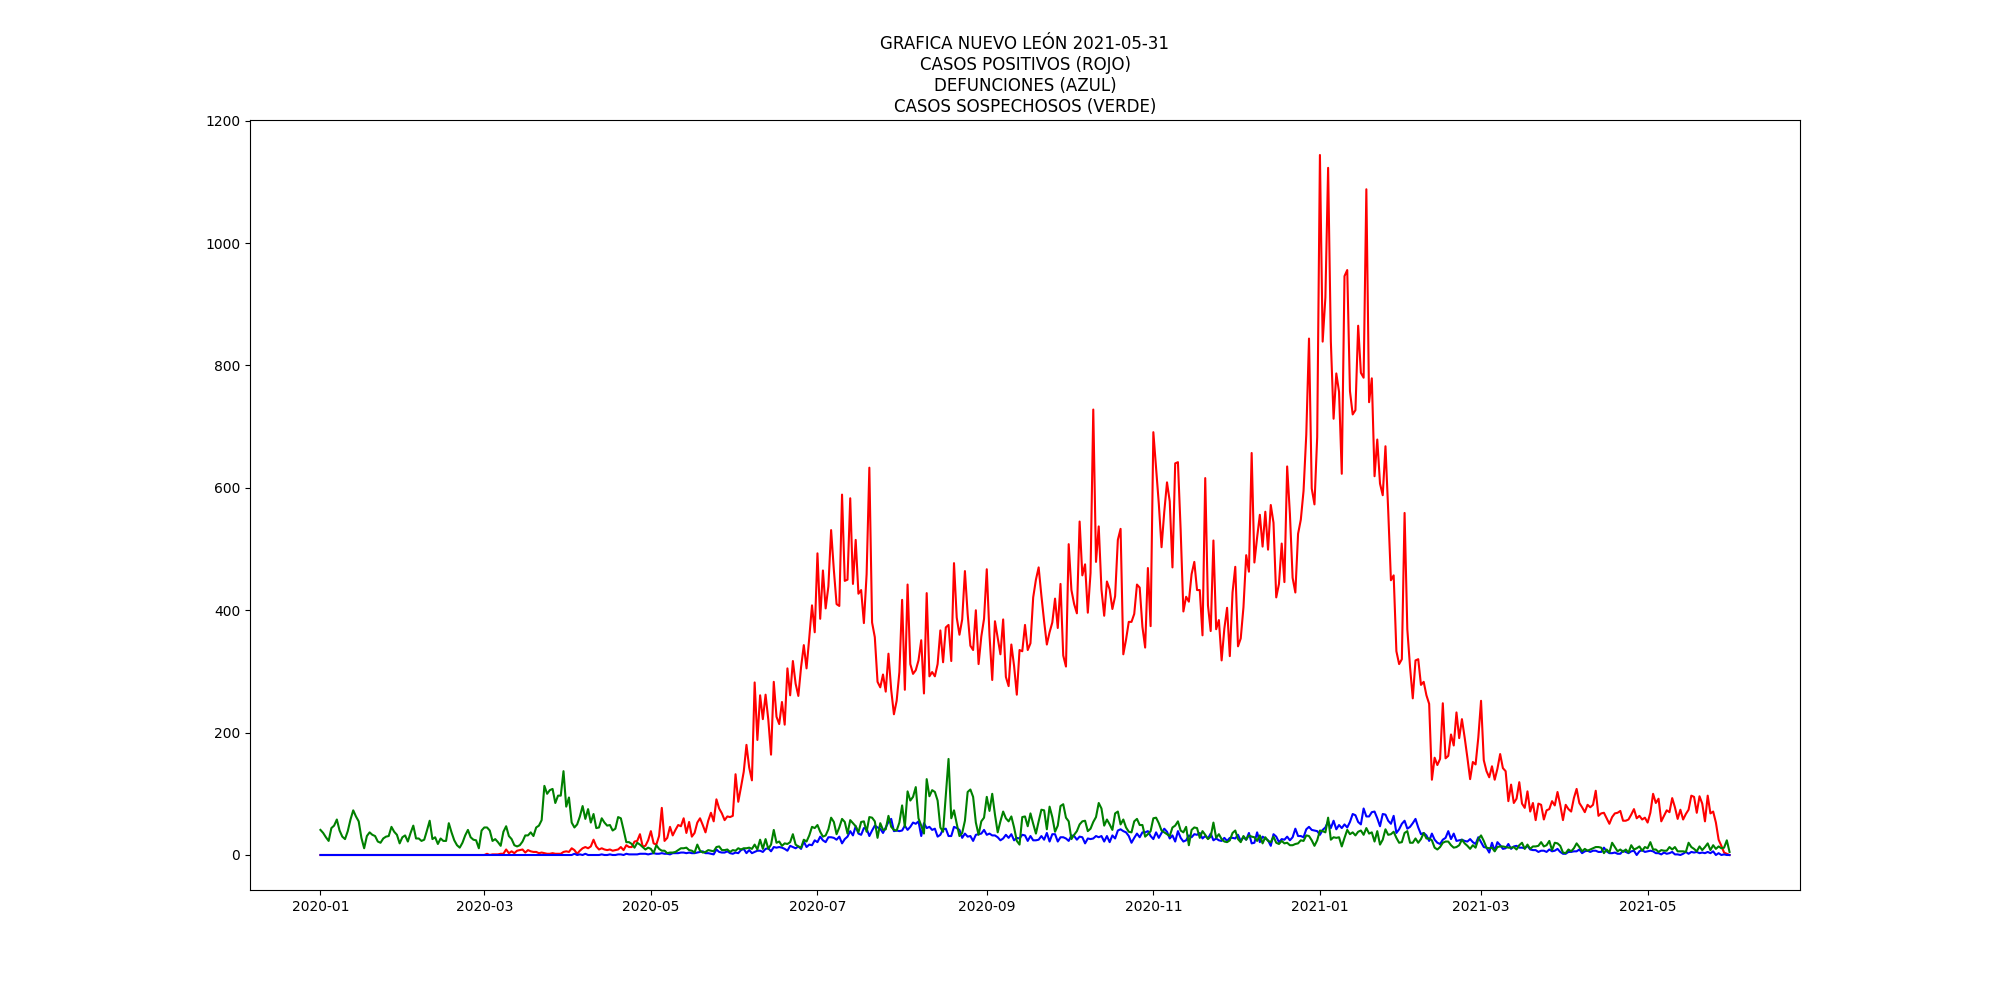 GRAFICA NUEVO LEÓN 2021-05-31
CASOS POSITIVOS (ROJO)
DEFUNCIONES (AZUL)
CASOS SOSPECHOSOS (VERDE)
1200
1000
800
600
400
200
0
2020-01 2020-03 2020-05 2020-07 2020-09 2020-11 2021-01 2021-03 2021-05